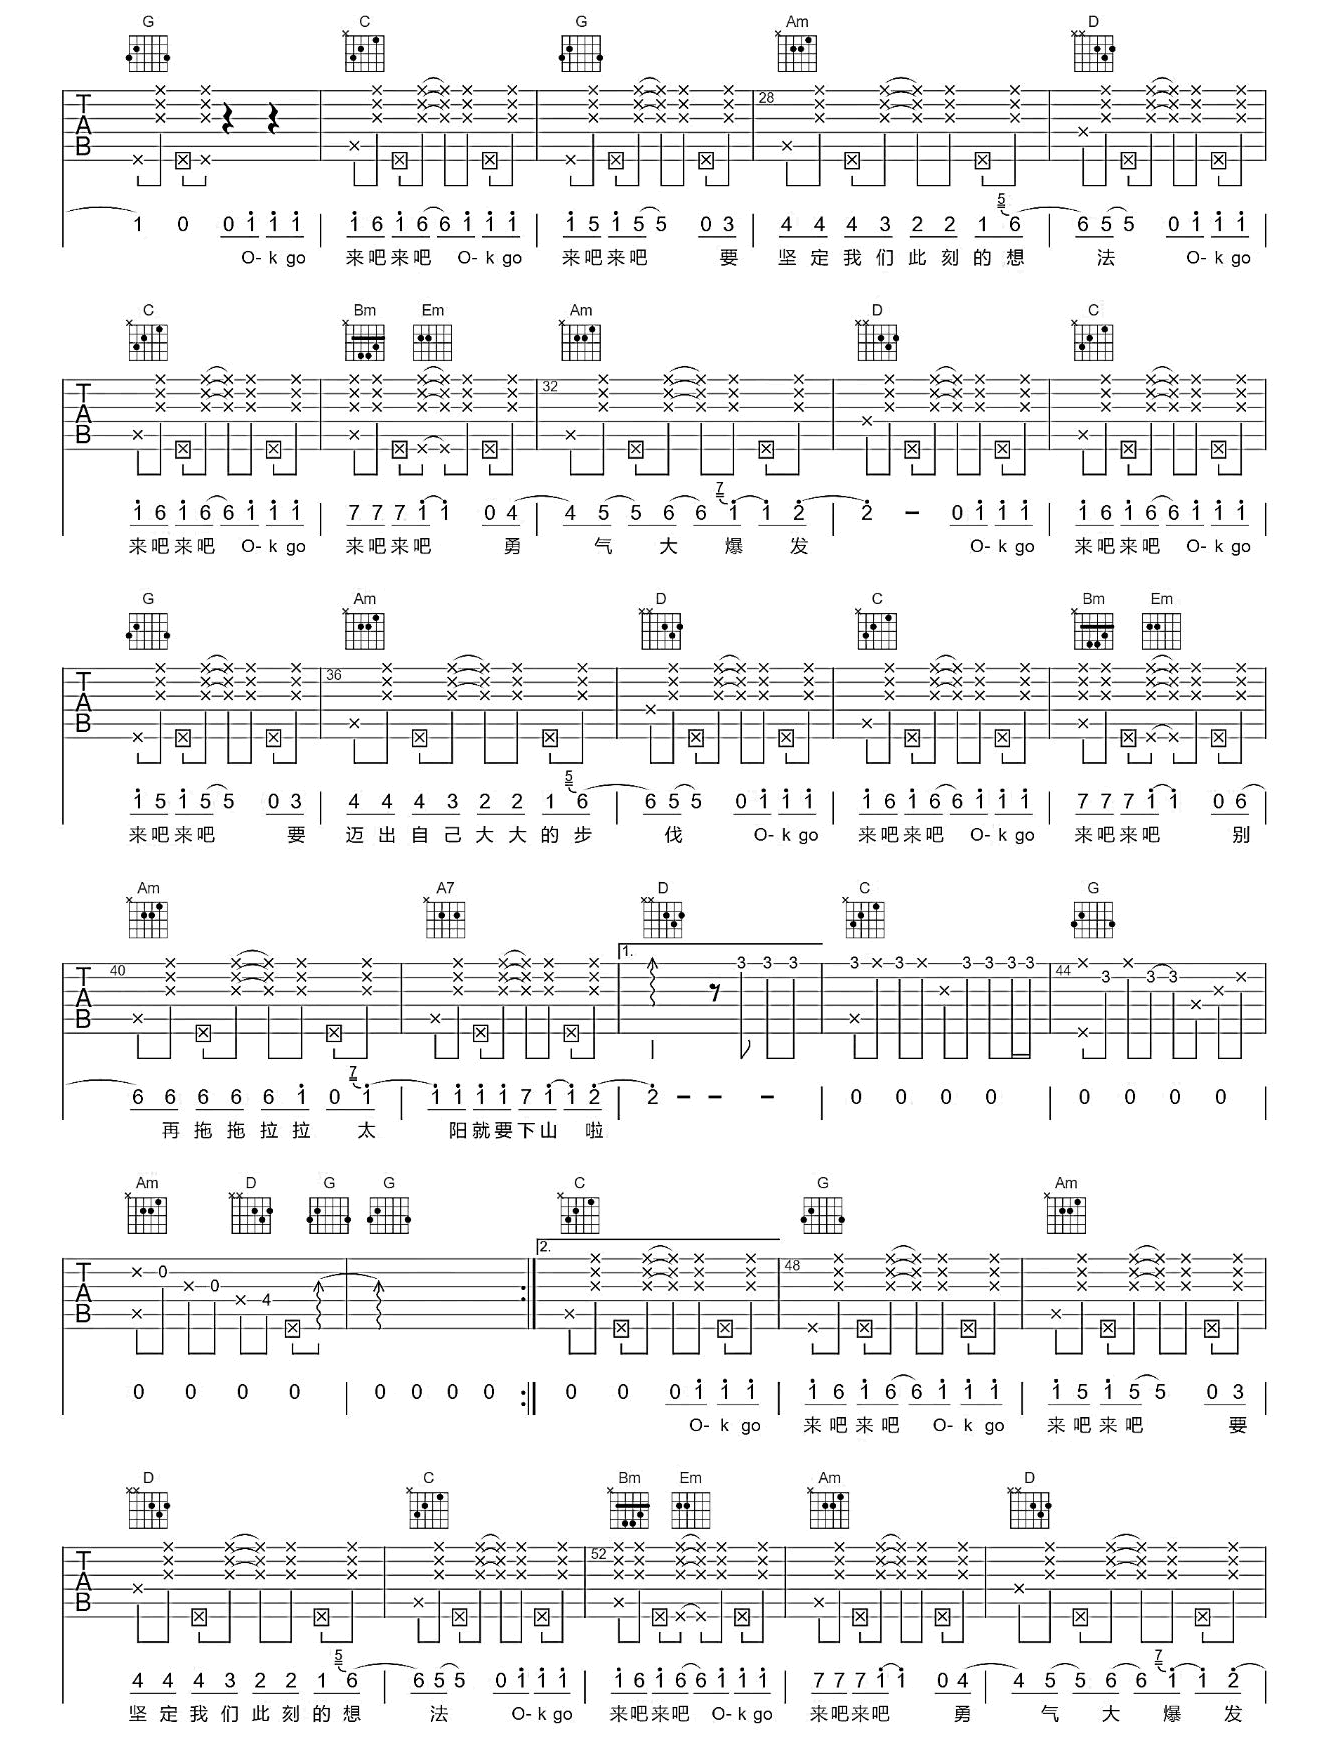 G C G Am D
28
5
1 0 0 1 1 1 1 6 1 6 6 1 1 1 1 5 1 5 5 0 3 4 4 4 3 2 2 1 6 6 5 5 0 1 1 1
O- k go 来吧来吧 O- k go 来吧来吧 要 坚定我们此刻的想 法 O- k go
C Bm Em Am D C
32
7
1 6 1 6 6 1 1 1 7 7 7 1 1 0 4 4 5 5 6 6 1 1 2 2 – 0 1 1 1 1 6 1 6 6 1 1 1
来吧来吧 O- k go 来吧来吧 勇 气 大 爆 发 O- k go 来吧来吧 O- k go
G Am D C Bm Em
36
5
1 5 1 5 5 0 3 4 4 4 3 2 2 1 6 6 5 5 0 1 1 1 1 6 1 6 6 1 1 1 7 7 7 1 1 0 6
来吧来吧 要 迈出自己大大的步 伐 O- k go 来吧来吧 O- k go 来吧来吧 别
Am A7 D C G
1.
40 3 3 3 3 3 3 3 3 3 44 3 3 3
7
6 6 6 6 6 1 0 1 1 1 1 1 7 1 1 2 2 – – – 0 0 0 0 0 0 0 0
再拖拖拉拉 太 阳就要下山 啦
Am D G G C G Am
2.
0 0 4 48
0 0 0 0 0 0 0 0 0 0 0 1 1 1 1 6 1 6 6 1 1 1 1 5 1 5 5 0 3
O- k go 来吧来吧 O- k go 来吧来吧 要
D C Bm Em Am D
52
5 7
4 4 4 3 2 2 1 6 6 5 5 0 1 1 1 1 6 1 6 6 1 1 1 7 7 7 1 1 0 4 4 5 5 6 6 1 1 2
坚定我们此刻的想 法 O- k go 来吧来吧 O- k go 来吧来吧 勇 气 大 爆 发